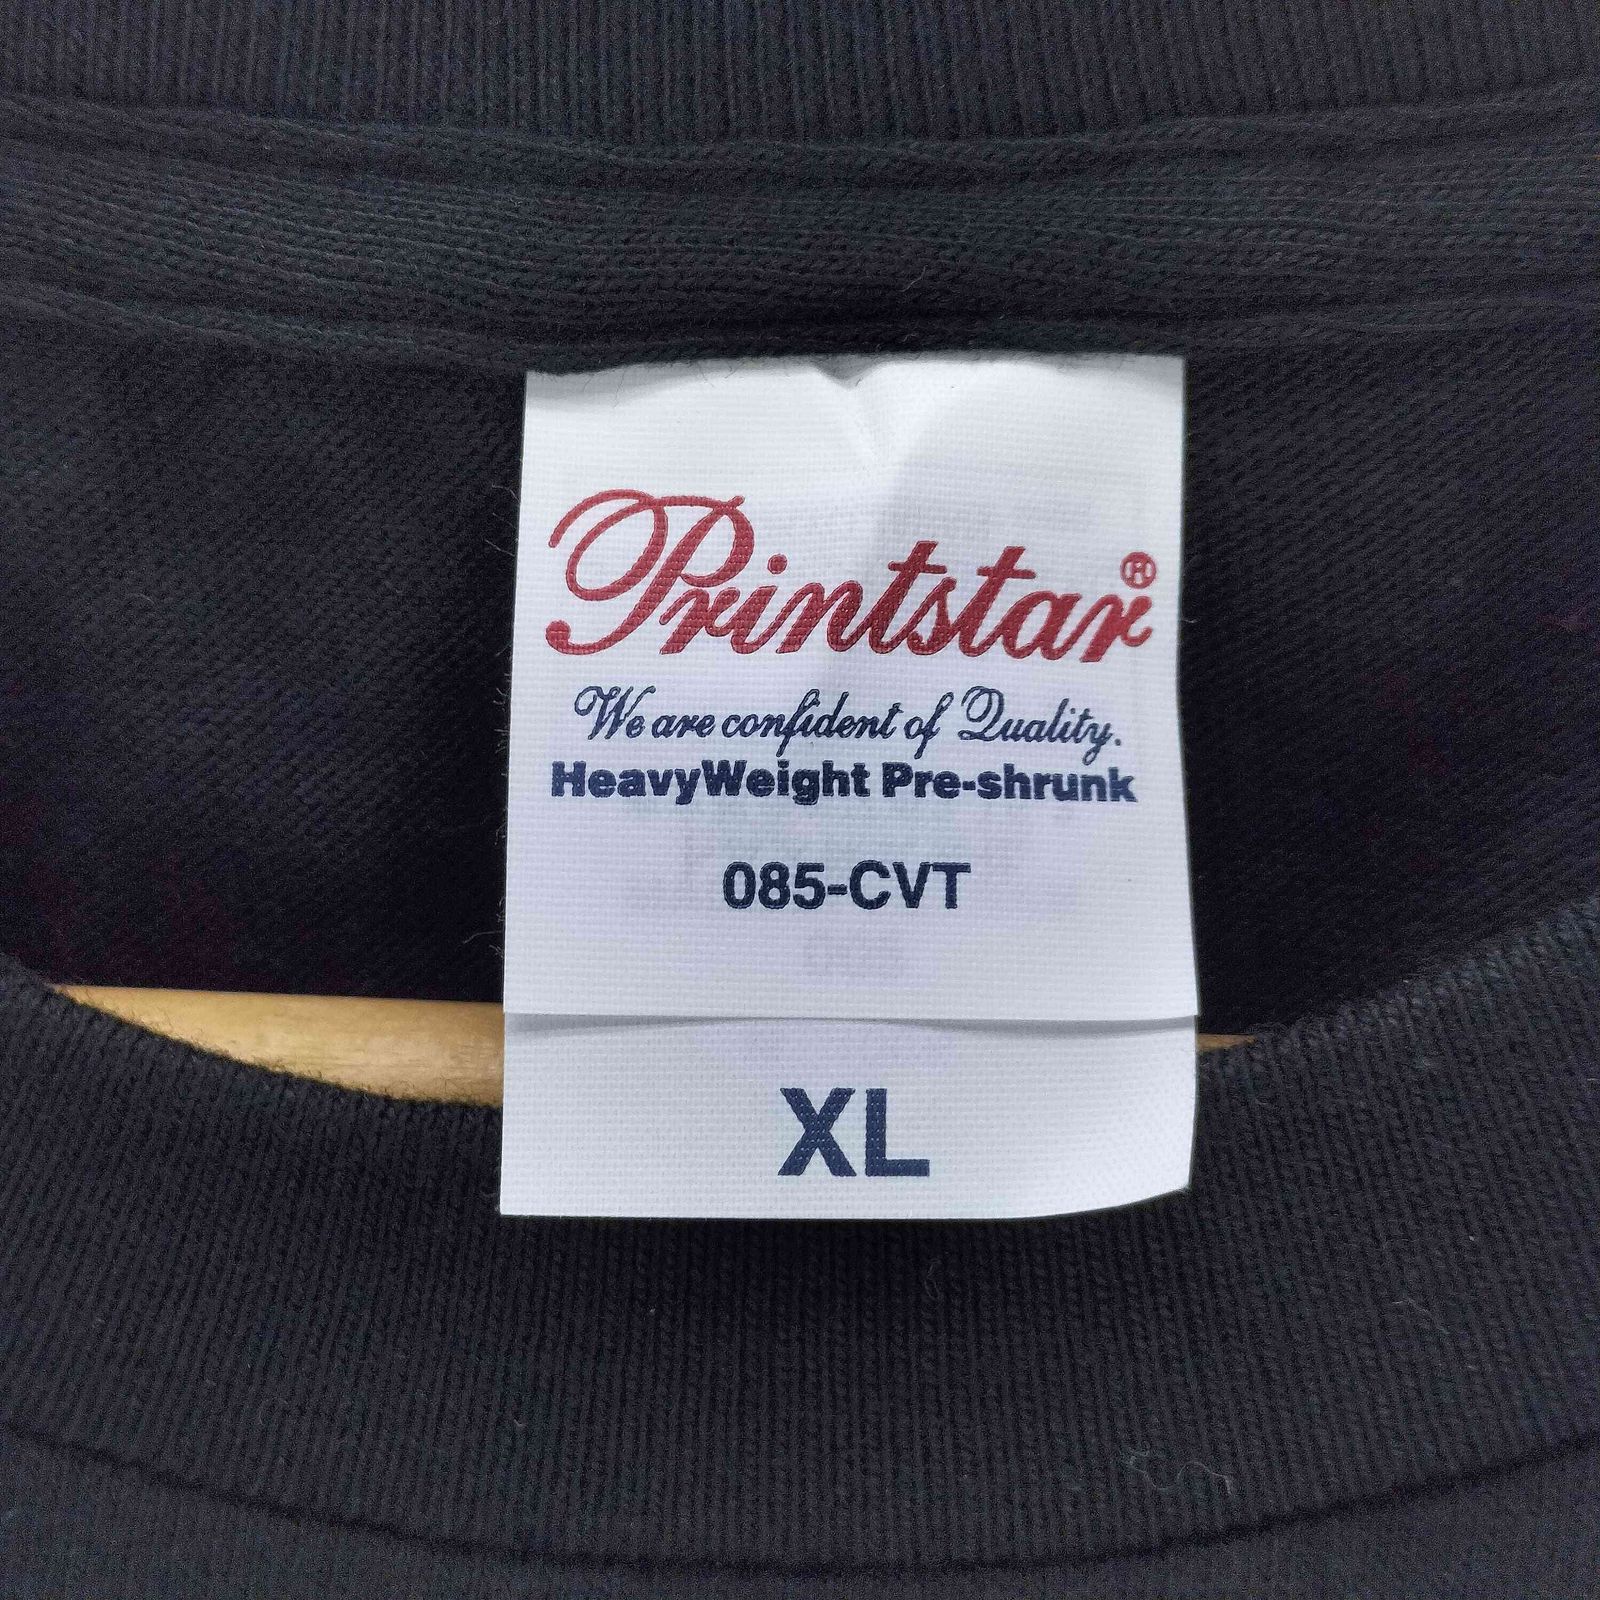 Printstar®
We are confident of Quality.
HeavyWeight Pre-shrunk
085-CVT
XL